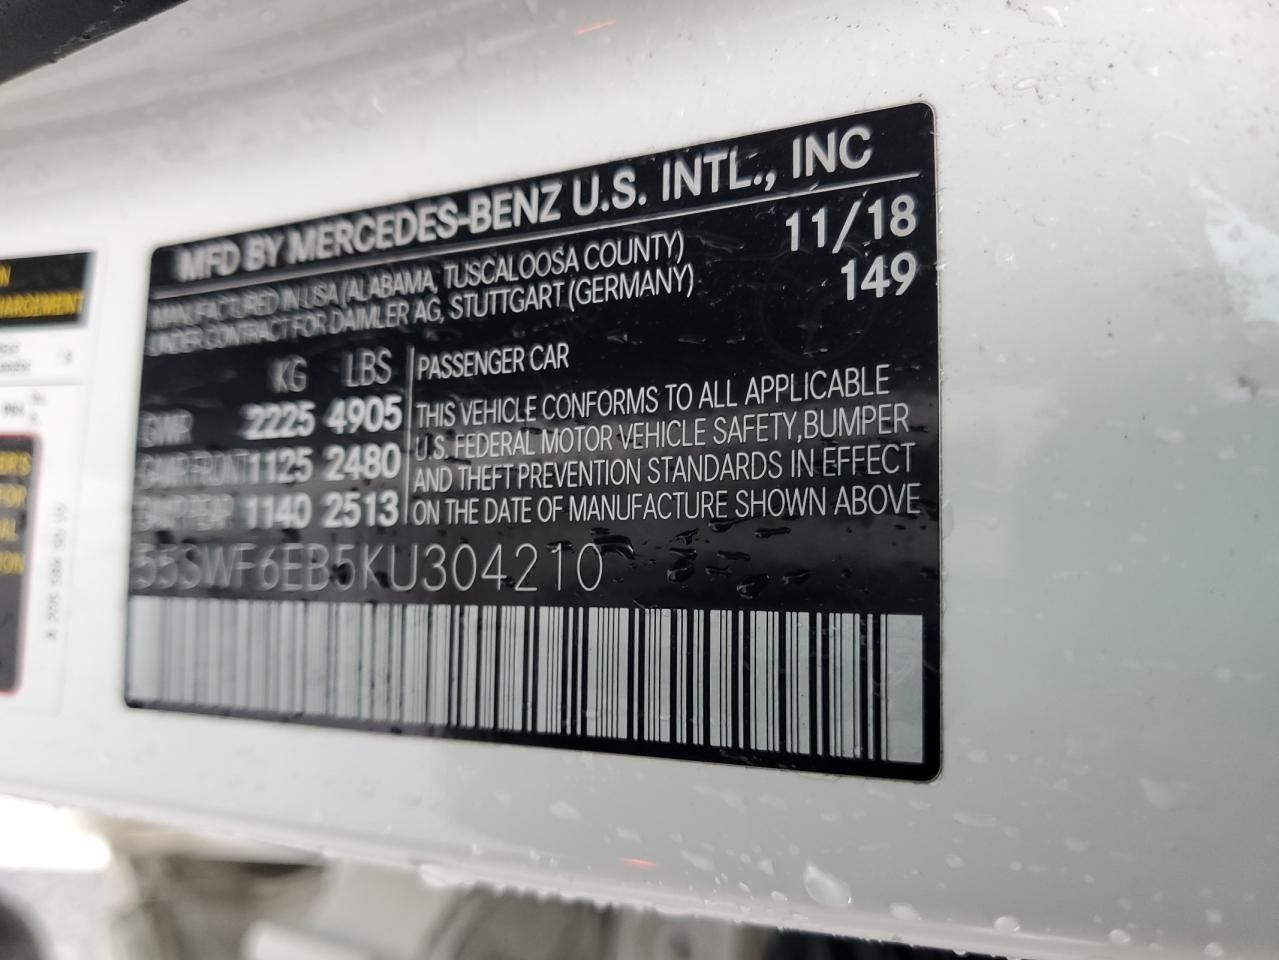 MFD BY MERCEDES-BENZ U.S. INTL., INC
MANUFACTURED IN USA (ALABAMA, TUSCALOOSA COUNTY) 11/18
UNDER CONTRACT FOR DAIMLER AG, STUTTGART (GERMANY) 149
KG LBS PASSENGER CAR
GVWR 2225 4905
GAWR FRONT 1125 2480
GAWR REAR 1140 2513
THIS VEHICLE CONFORMS TO ALL APPLICABLE
U.S. FEDERAL MOTOR VEHICLE SAFETY, BUMPER
AND THEFT PREVENTION STANDARDS IN EFFECT
ON THE DATE OF MANUFACTURE SHOWN ABOVE
55SWF6EB5KU304210